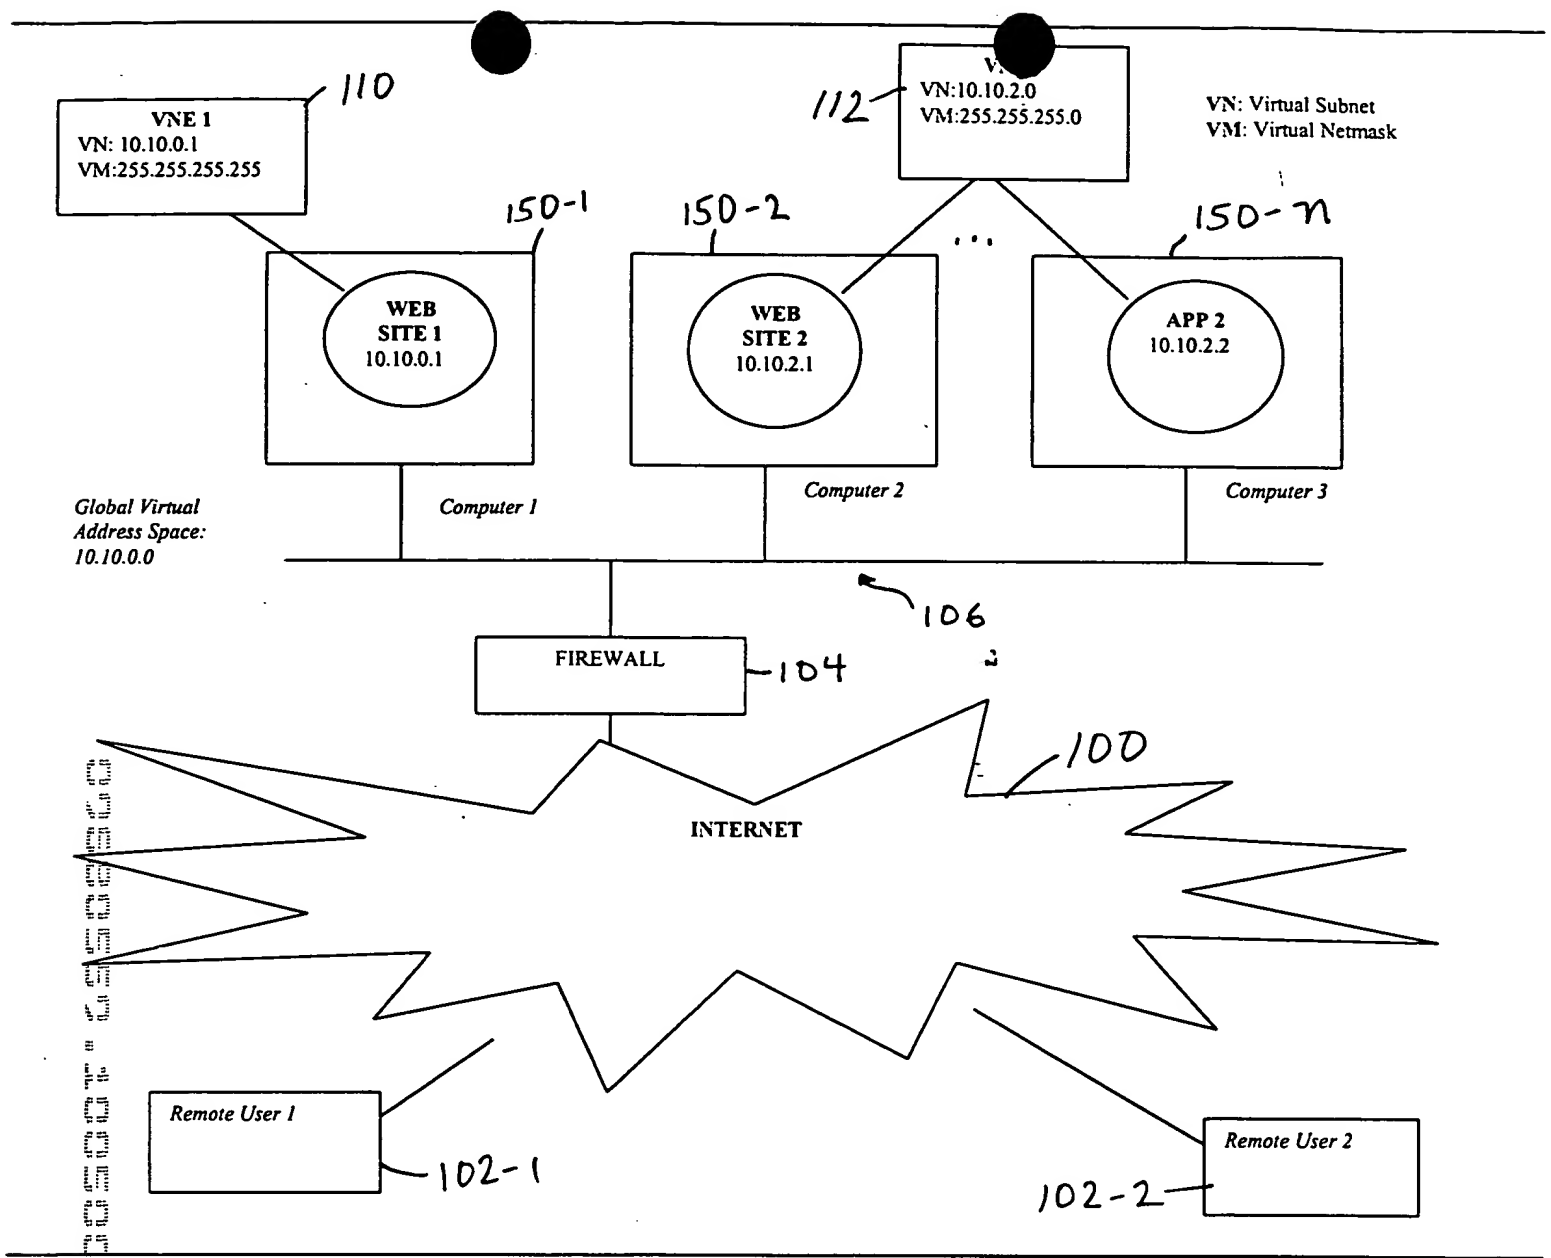 110
VNE 1
VN: 10.10.0.1
VM:255.255.255.255
112
VN:10.10.2.0
VM:255.255.255.0
VN: Virtual Subnet
VM: Virtual Netmask
150-1
150-2
...
150-n
WEB
SITE 1
10.10.0.1
WEB
SITE 2
10.10.2.1
APP 2
10.10.2.2
Global Virtual
Address Space:
10.10.0.0
Computer 1
Computer 2
Computer 3
106
FIREWALL
104
100
INTERNET
Remote User 1
102-1
Remote User 2
102-2